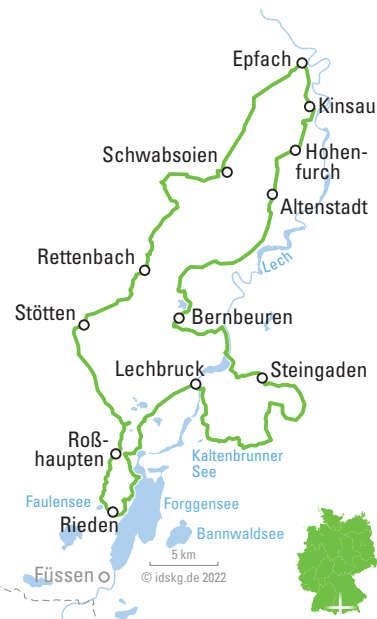 Epfach
Kinsau
Schwabsoien
Hohen-
furch
Altenstadt
Lech
Rettenbach
Stötten
Bernbeuren
Lechbruck
Steingaden
Roß-
haupten
Kaltenbrunner
See
Faulensee
Forggensee
Rieden
Bannwaldsee
5 km
Füssen
© idskg.de 2022